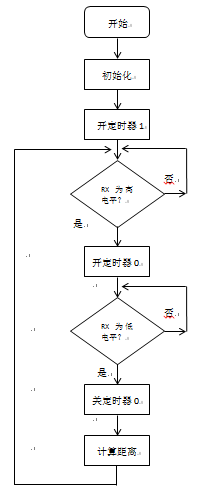 开始
初始化
开定时器 1
RX 为高
电平?
否
是
开定时器 0
RX 为低
电平?
否
是
关定时器 0
计算距离